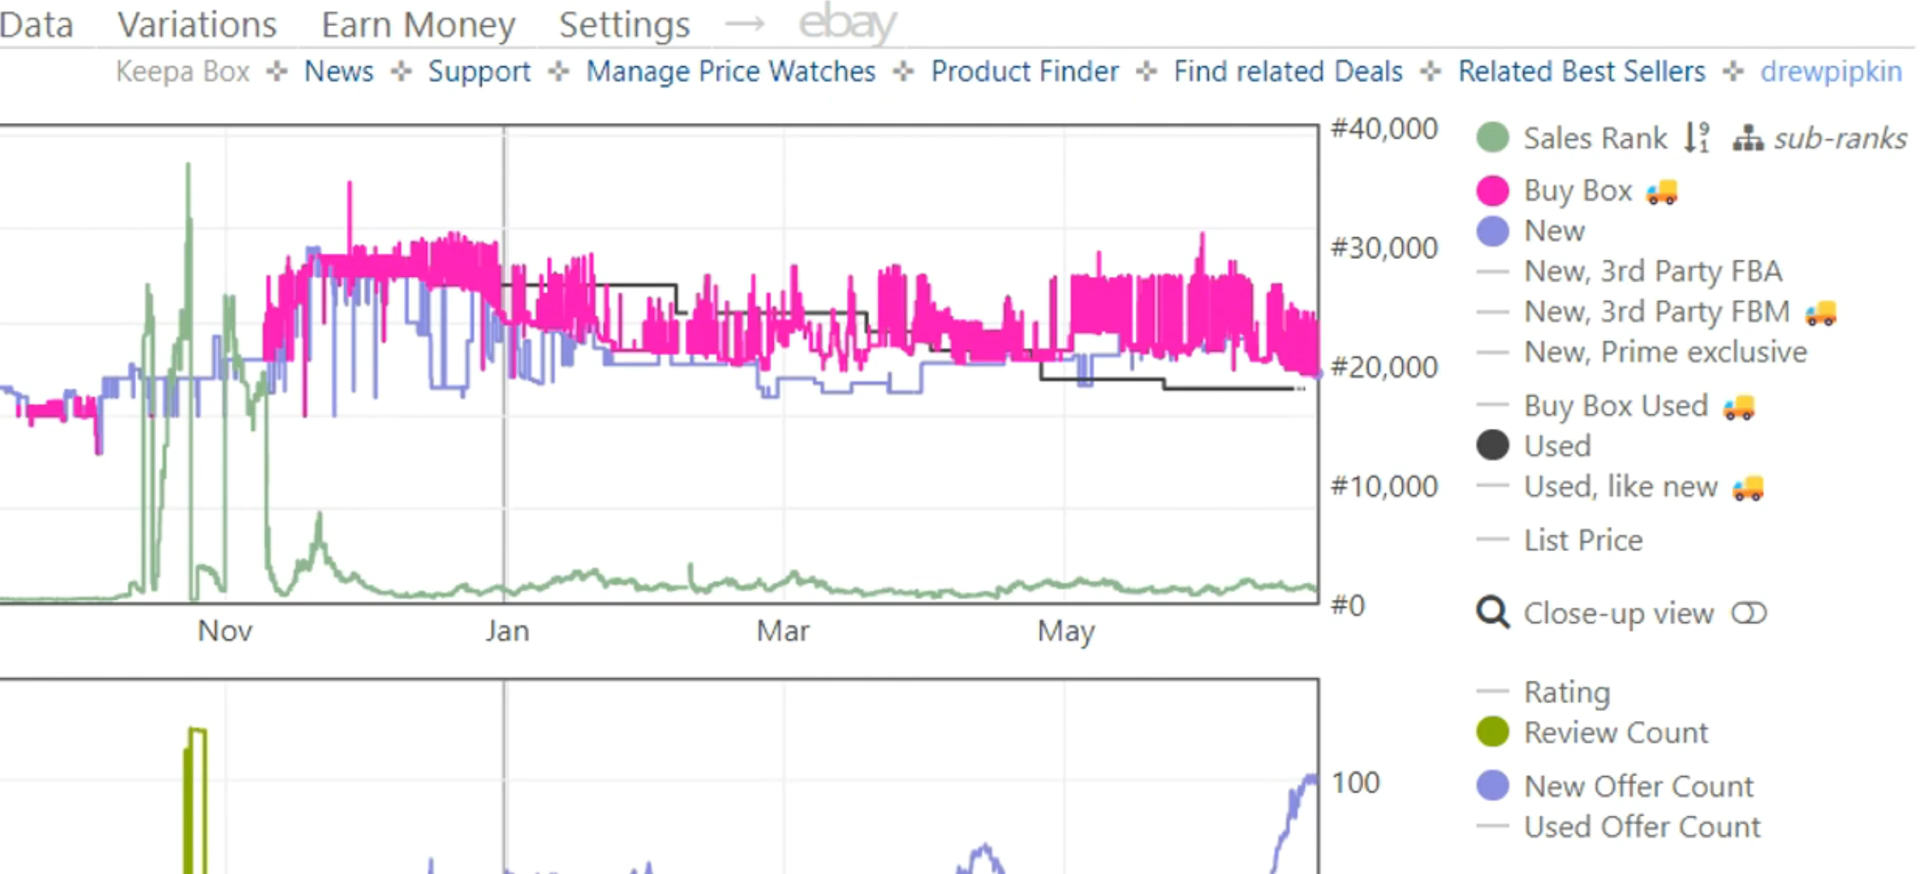 Data Variations Earn Money Settings → ebay
Keepa Box News Support Manage Price Watches Product Finder Find related Deals Related Best Sellers drewpipkin
#40,000
#30,000
#20,000
#10,000
#0
Nov Jan Mar May
100
Sales Rank sub-ranks
Buy Box
New
New, 3rd Party FBA
New, 3rd Party FBM
New, Prime exclusive
Buy Box Used
Used
Used, like new
List Price
Close-up view
Rating
Review Count
New Offer Count
Used Offer Count